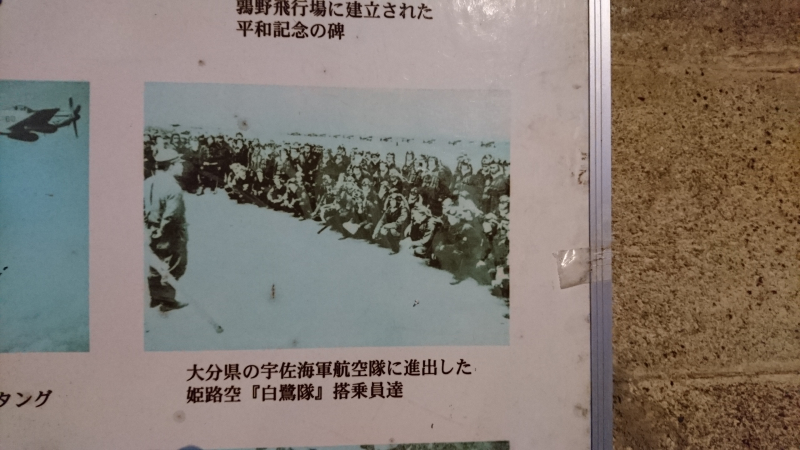 鶉野飛行場に建立された
平和記念の碑
大分県の宇佐海軍航空隊に進出した
姫路空『白鷺隊』搭乗員達
タング